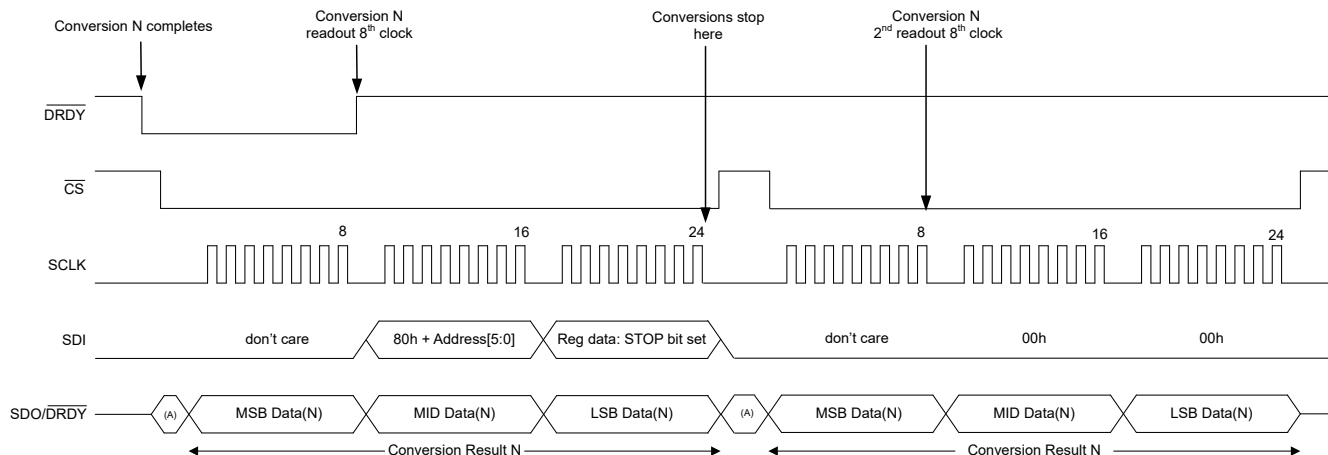 Conversion N completes
Conversion N
readout 8th clock
Conversions stop
here
Conversion N
2nd readout 8th clock
DRDY
CS
8
16
24
8
16
24
SCLK
SDI
don't care
80h + Address[5:0]
Reg data: STOP bit set
don't care
00h
00h
SDO/DRDY
(A)
MSB Data(N)
MID Data(N)
LSB Data(N)
(A)
MSB Data(N)
MID Data(N)
LSB Data(N)
Conversion Result N
Conversion Result N